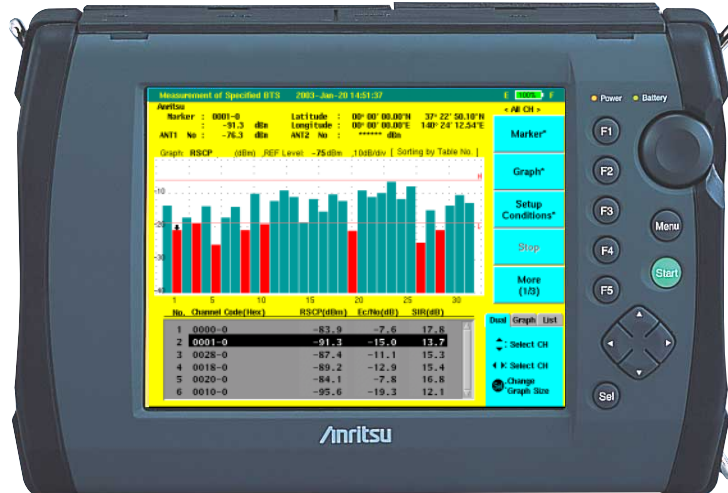 Measurement of Specified BTS 2003-Jan-20 14:51:37 E 100% F
Anritsu
Marker : 0001-0 Latitude : 00° 00' 00.00"N 37° 22' 50.10"N
: -91.3 dBm Longitude : 00° 00' 00.00"E 140° 24' 12.54"E
ANT1 No : -76.3 dBm ANT2 No : ****** dBm
Graph: RSCP (dBm) ,REF Level: -75dBm ,10dB/div [ Sorting by Table No. ]
H
-10
-20
L
-30
-40
1 5 10 15 20 25 30
No. Channel Code(Hex) RSCP(dBm) Ec/No(dB) SIR(dB)
1 0000-0 -83.9 -7.6 17.8
2 0001-0 -91.3 -15.0 13.7
3 0028-0 -87.4 -11.1 15.3
4 0018-0 -89.2 -12.9 15.4
5 0020-0 -84.1 -7.8 16.8
6 0010-0 -95.6 -19.3 12.1
< All CH >
Marker*
Graph*
Setup
Conditions*
Stop
More
(1/3)
Dual Graph List
: Select CH
: Select CH
Sel :Change
Graph Size
Power Battery
F1
F2
F3
F4
F5
Menu
Start
Sel
Anritsu